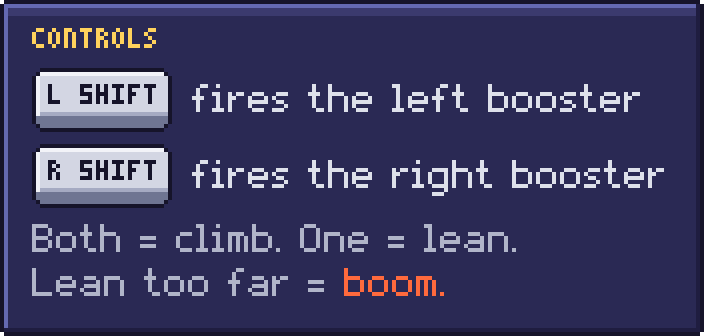 CONTROLS
L SHIFT fires the left booster
R SHIFT fires the right booster
Both = climb. One = lean.
Lean too far = boom.